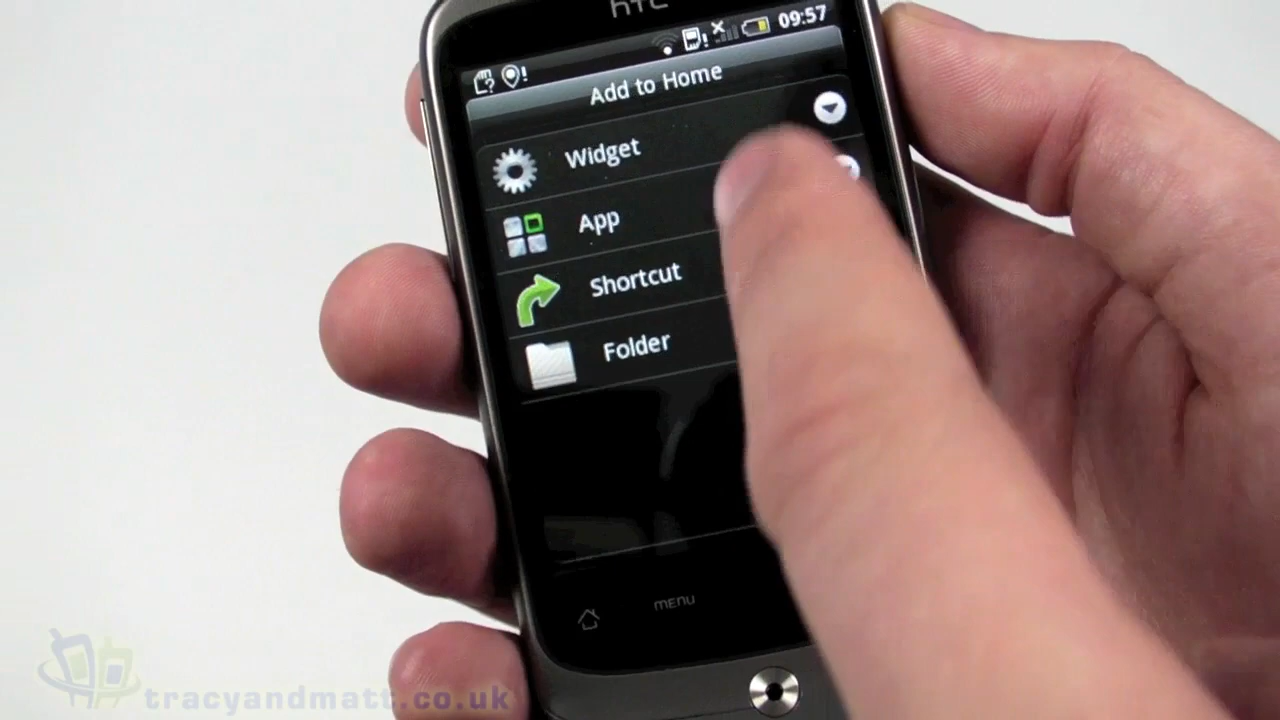 hTC
09:57
Add to Home
Widget
App
Shortcut
Folder
MENU
tracyandmatt.co.uk